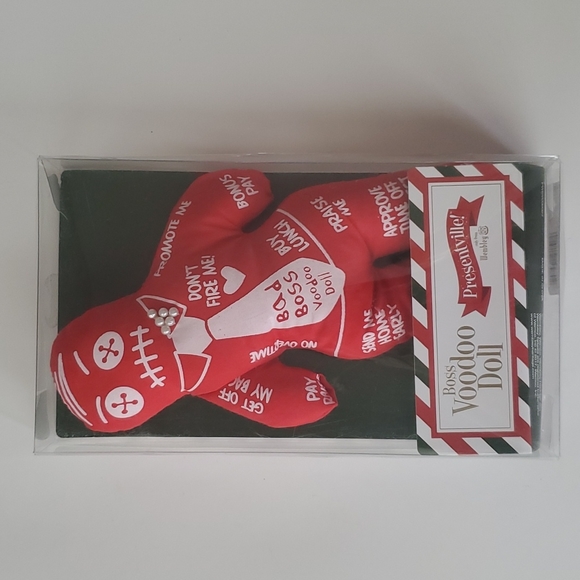 PROMOTE ME
BONUS
PAY
DON'T
FIRE ME!
BUY
LUNCH
PRAISE
ME
APPROVE
TIME OFF
BAD
BOSS
Voodoo
Doll
NO OVERTIME
GET OFF
MY BACK
PAY
SEND ME
HOME
EARLY
Presentville!
Boss
Voodoo
Doll